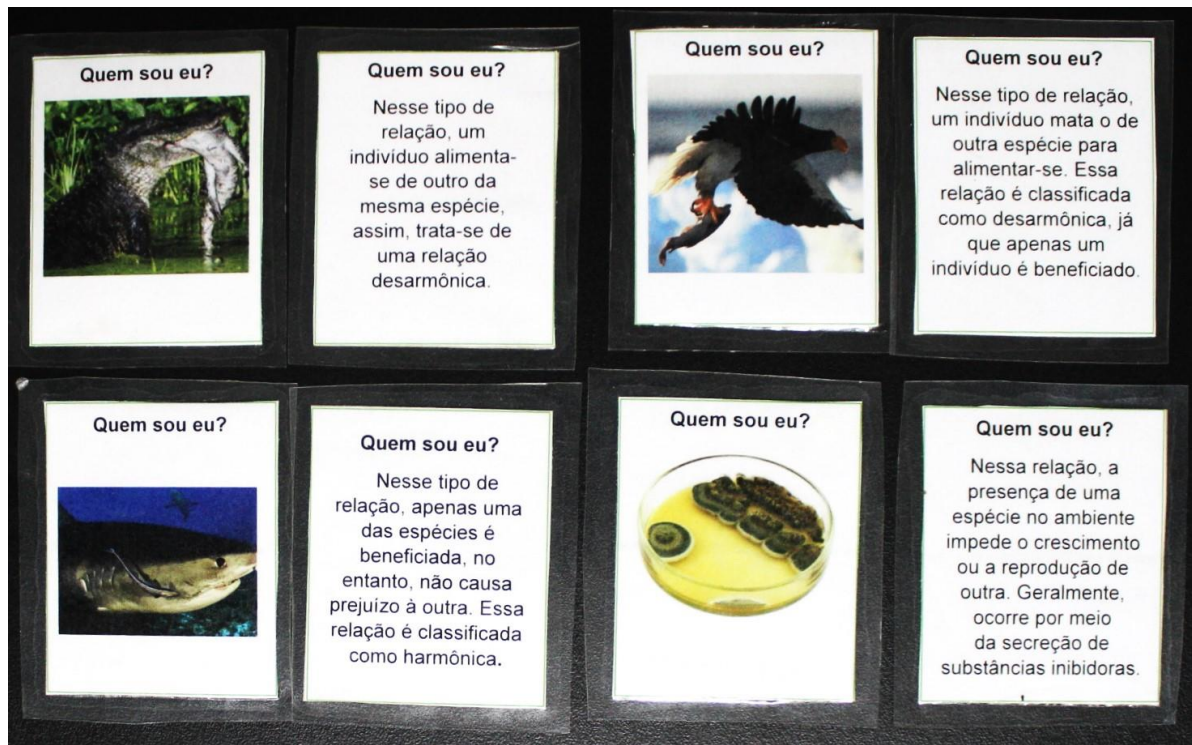 Quem sou eu?
Quem sou eu?
Nesse tipo de
relação, um
indivíduo alimenta-
se de outro da
mesma espécie,
assim, trata-se de
uma relação
desarmônica.
Quem sou eu?
Quem sou eu?
Nesse tipo de relação,
um indivíduo mata o de
outra espécie para
alimentar-se. Essa
relação é classificada
como desarmônica, já
que apenas um
indivíduo é beneficiado.
Quem sou eu?
Quem sou eu?
Nesse tipo de
relação, apenas uma
das espécies é
beneficiada, no
entanto, não causa
prejuízo à outra. Essa
relação é classificada
como harmônica.
Quem sou eu?
Quem sou eu?
Nessa relação, a
presença de uma
espécie no ambiente
impede o crescimento
ou a reprodução de
outra. Geralmente,
ocorre por meio
da secreção de
substâncias inibidoras.